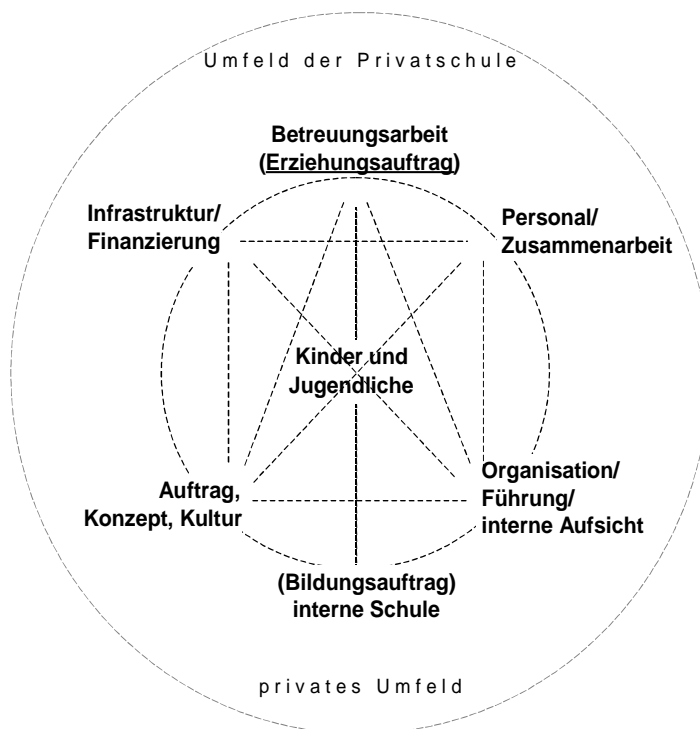 Umfeld der Privatschule
Betreuungsarbeit
(Erziehungsauftrag)
Infrastruktur/
Finanzierung
Personal/
Zusammenarbeit
Kinder und
Jugendliche
Auftrag,
Konzept, Kultur
Organisation/
Führung/
interne Aufsicht
(Bildungsauftrag)
interne Schule
privates Umfeld